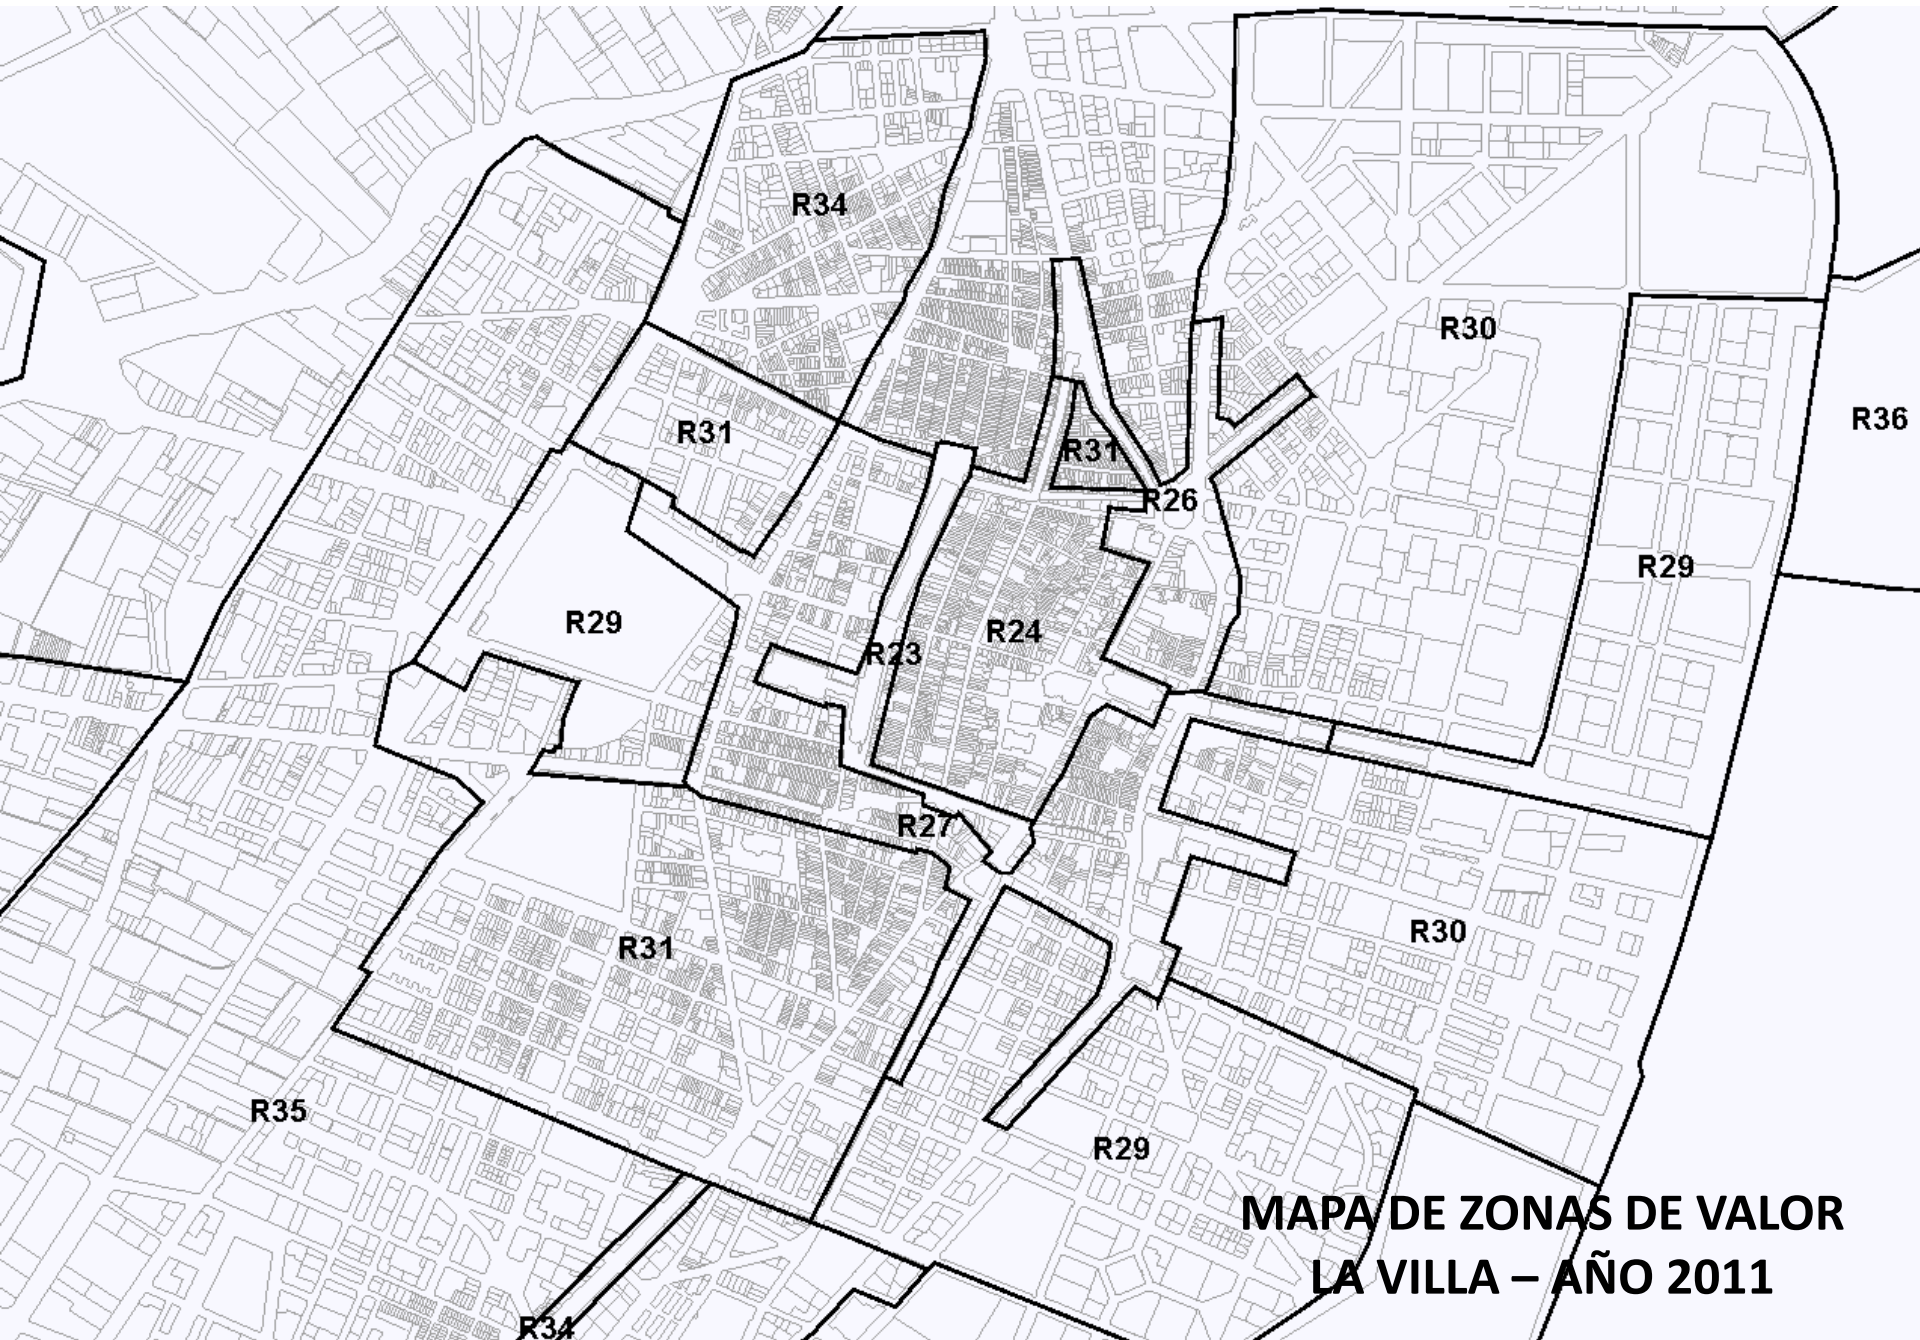 R34
R30
R36
R31
R31
R26
R29
R29
R24
R23
R27
R30
R31
R35
R29
MAPA DE ZONAS DE VALOR
LA VILLA – AÑO 2011
R34